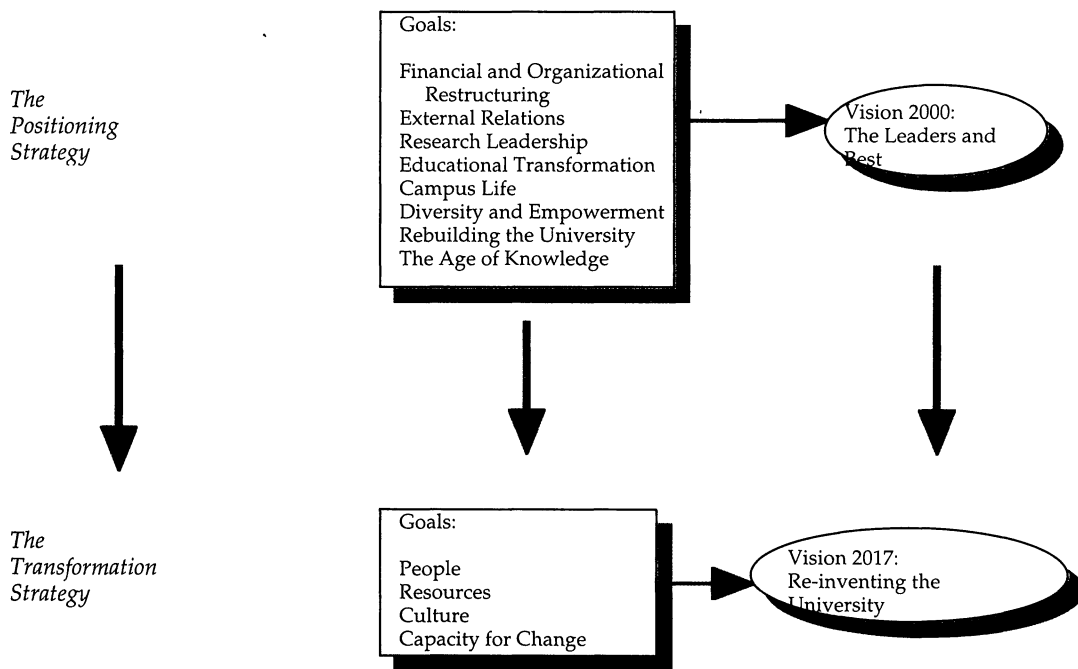 The
Positioning
Strategy
Goals:
Financial and Organizational
Restructuring
External Relations
Research Leadership
Educational Transformation
Campus Life
Diversity and Empowerment
Rebuilding the University
The Age of Knowledge
Vision 2000:
The Leaders and
Best
The
Transformation
Strategy
Goals:
People
Resources
Culture
Capacity for Change
Vision 2017:
Re-inventing the
University